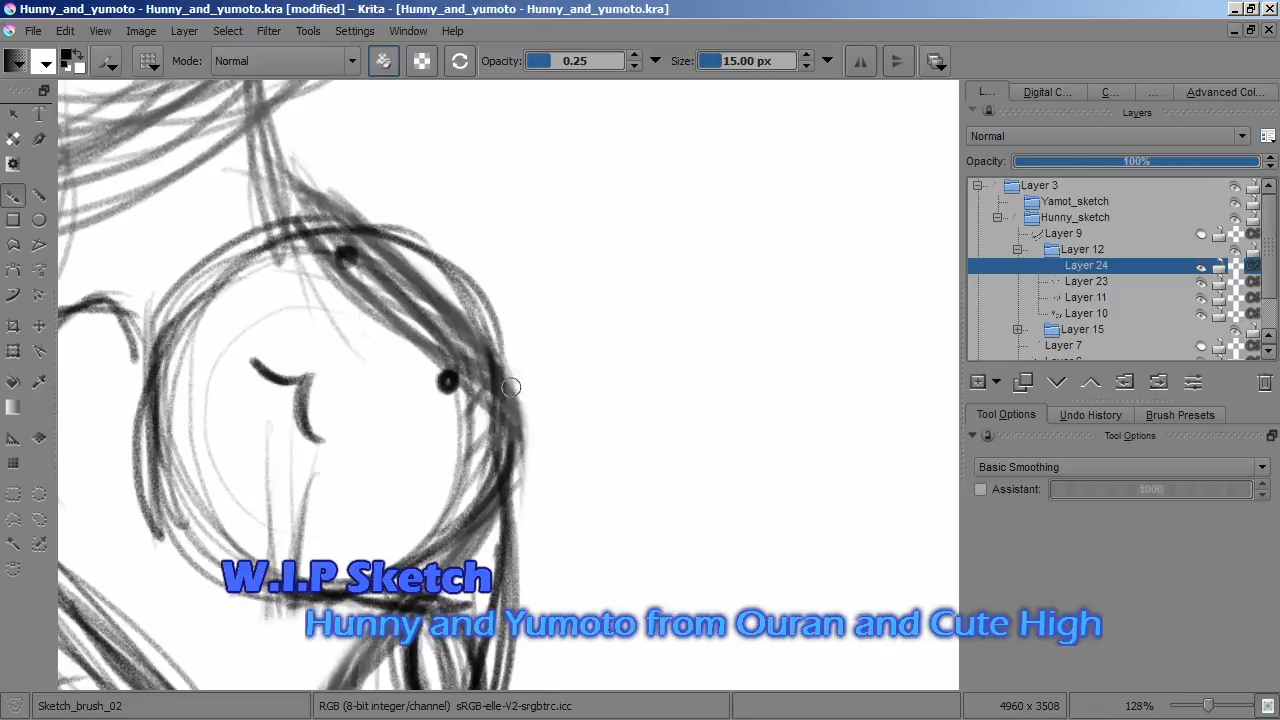 Hunny_and_yumoto - Hunny_and_yumoto.kra [modified] - Krita - [Hunny_and_yumoto - Hunny_and_yumoto.kra]
File Edit View Image Layer Select Filter Tools Settings Window Help
Mode: Normal Opacity: 0.25 Size: 15.00 px
L... Digital C... C... ... Advanced Col...
Layers
Normal
Opacity: 100%
Layer 3
Yamot_sketch
Hunny_sketch
Layer 9
Layer 12
Layer 24
Layer 23
Layer 11
Layer 10
Layer 15
Layer 7
Tool Options Undo History Brush Presets
Tool Options
Basic Smoothing
Assistant: 1000
W.I.P Sketch
Hunny and Yumoto from Ouran and Cute High
Sketch_brush_02 RGB (8-bit integer/channel) sRGB-elle-V2-srgbtrc.icc 4960 x 3508 128%